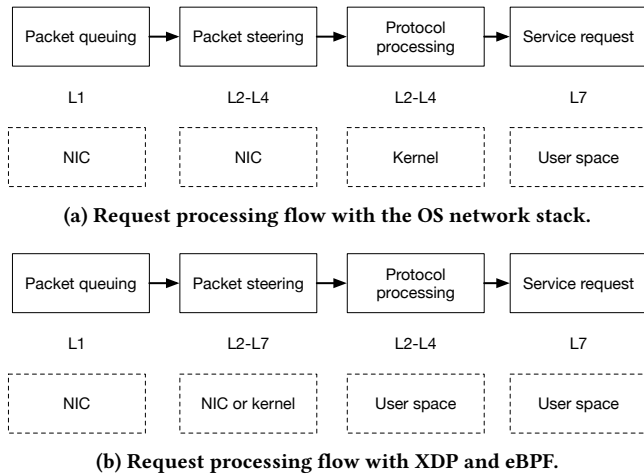 Packet queuing Packet steering Protocol processing Service request
L1 L2-L4 L2-L4 L7
NIC NIC Kernel User space
(a) Request processing flow with the OS network stack.
Packet queuing Packet steering Protocol processing Service request
L1 L2-L7 L2-L4 L7
NIC NIC or kernel User space User space
(b) Request processing flow with XDP and eBPF.